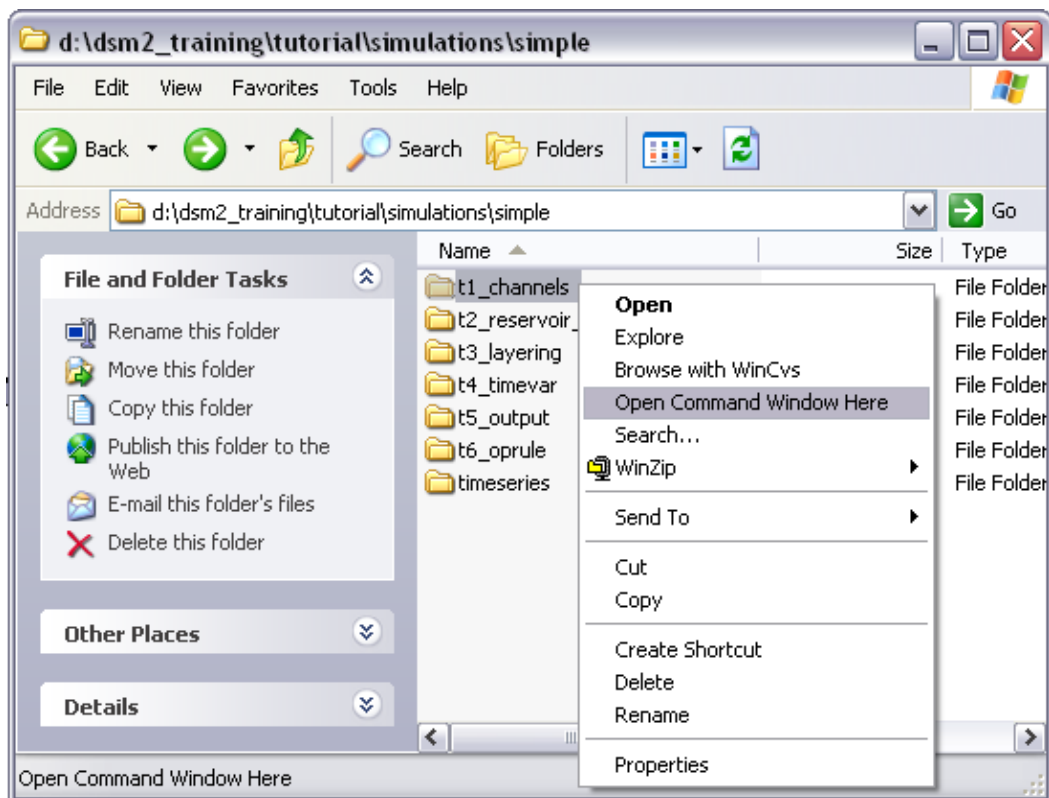 d:\dsm2_training\tutorial\simulations\simple
File Edit View Favorites Tools Help
Back Search Folders
Address d:\dsm2_training\tutorial\simulations\simple Go
Name Size Type
File and Folder Tasks
Rename this folder
Move this folder
Copy this folder
Publish this folder to the
Web
E-mail this folder's files
Delete this folder
Other Places
Details
t1_channels File Folder
t2_reservoir_ File Folder
t3_layering File Folder
t4_timevar File Folder
t5_output File Folder
t6_oprule File Folder
timeseries File Folder
Open
Explore
Browse with WinCvs
Open Command Window Here
Search...
WinZip
Send To
Cut
Copy
Create Shortcut
Delete
Rename
Properties
Open Command Window Here